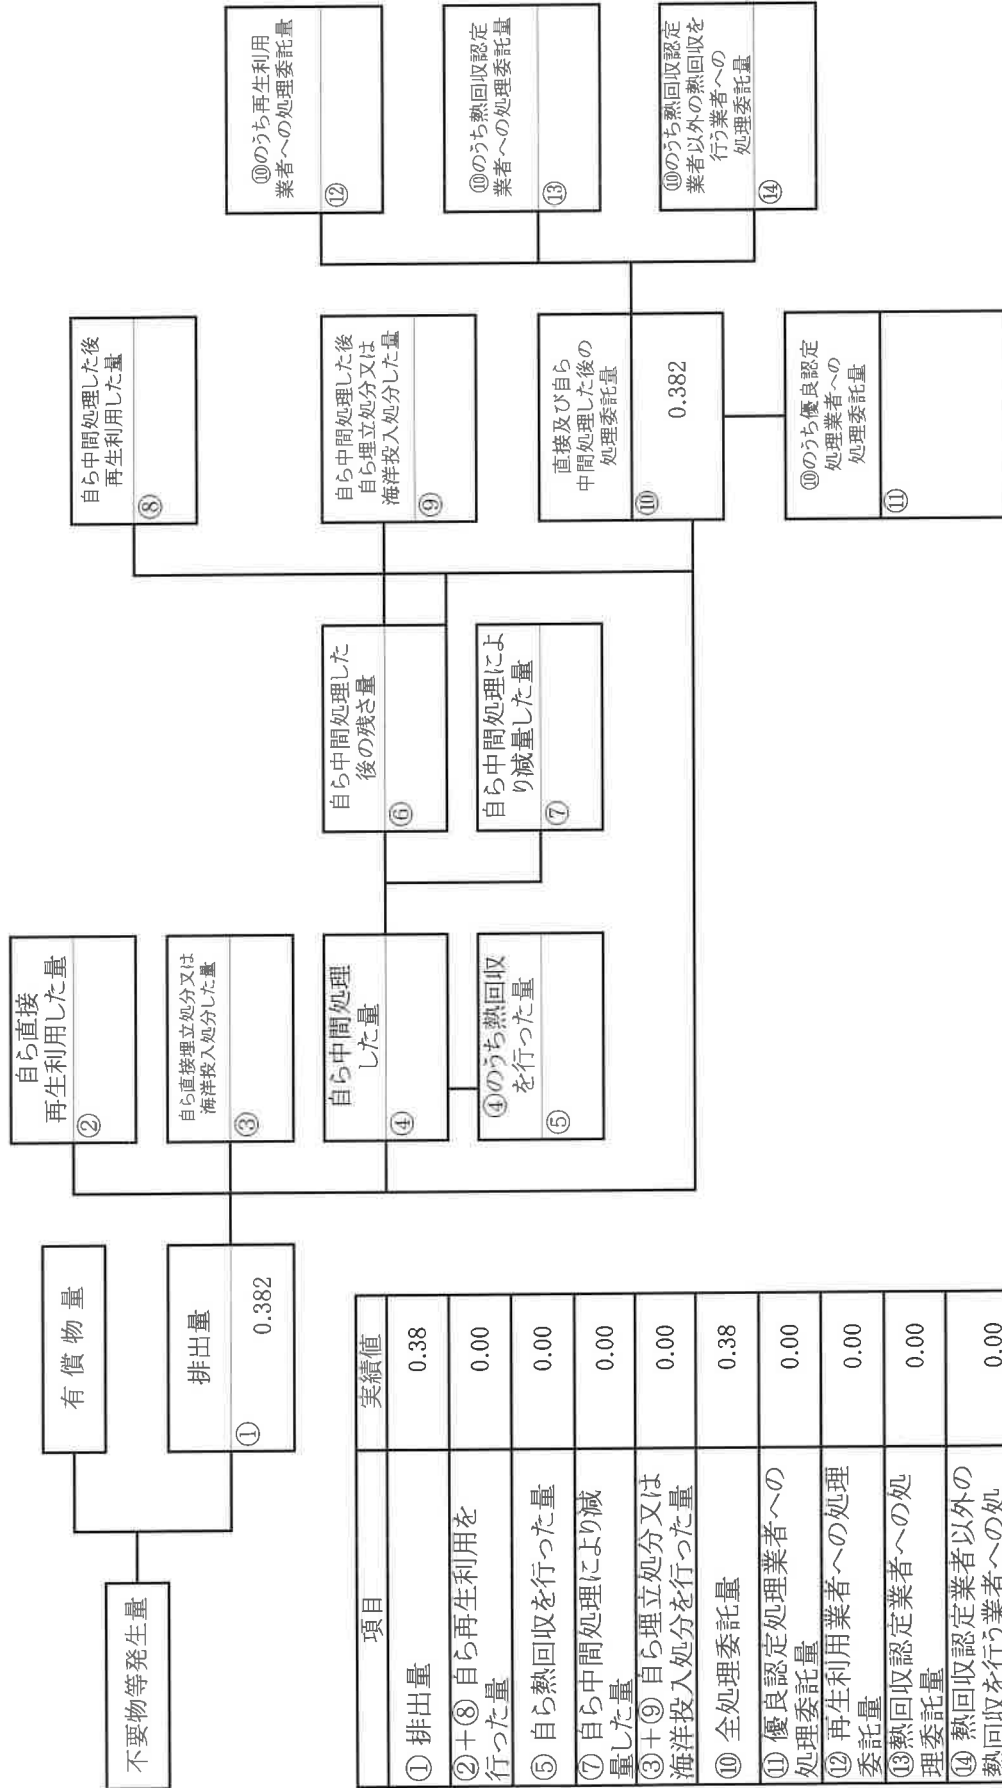 不要物等発生量
有償物量
排出量
①
0.382
自ら直接
再生利用した量
②
自ら直接埋立処分又は
海洋投入処分した量
③
自ら中間処理
した量
④
④のうち熱回収
を行った量
⑤
自ら中間処理した
後の残さ量
⑥
自ら中間処理によ
り減量した量
⑦
自ら中間処理した後
再生利用した量
⑧
自ら中間処理した後
自ら埋立処分又は
海洋投入処分した量
⑨
直接及び自ら
中間処理した後の
処理委託量
⑩
0.382
⑩のうち優良認定
処理業者への
処理委託量
⑪
⑩のうち再生利用
業者への処理委託量
⑫
⑩のうち熱回収認定
業者への処理委託量
⑬
⑩のうち熱回収認定
業者以外の熱回収を
行う業者への
処理委託量
⑭
項目 実績値
① 排出量 0.38
②+⑧ 自ら再生利用を
行った量 0.00
⑤ 自ら熱回収を行った量 0.00
⑦ 自ら中間処理により減
量した量 0.00
③+⑨ 自ら埋立処分又は
海洋投入処分を行った量 0.00
⑩ 全処理委託量 0.38
⑪ 優良認定処理業者への
処理委託量 0.00
⑫ 再生利用業者への処理
委託量 0.00
⑬熱回収認定業者への処
理委託量 0.00
⑭ 熱回収認定業者以外の
熱回収を行う業者への処 0.00